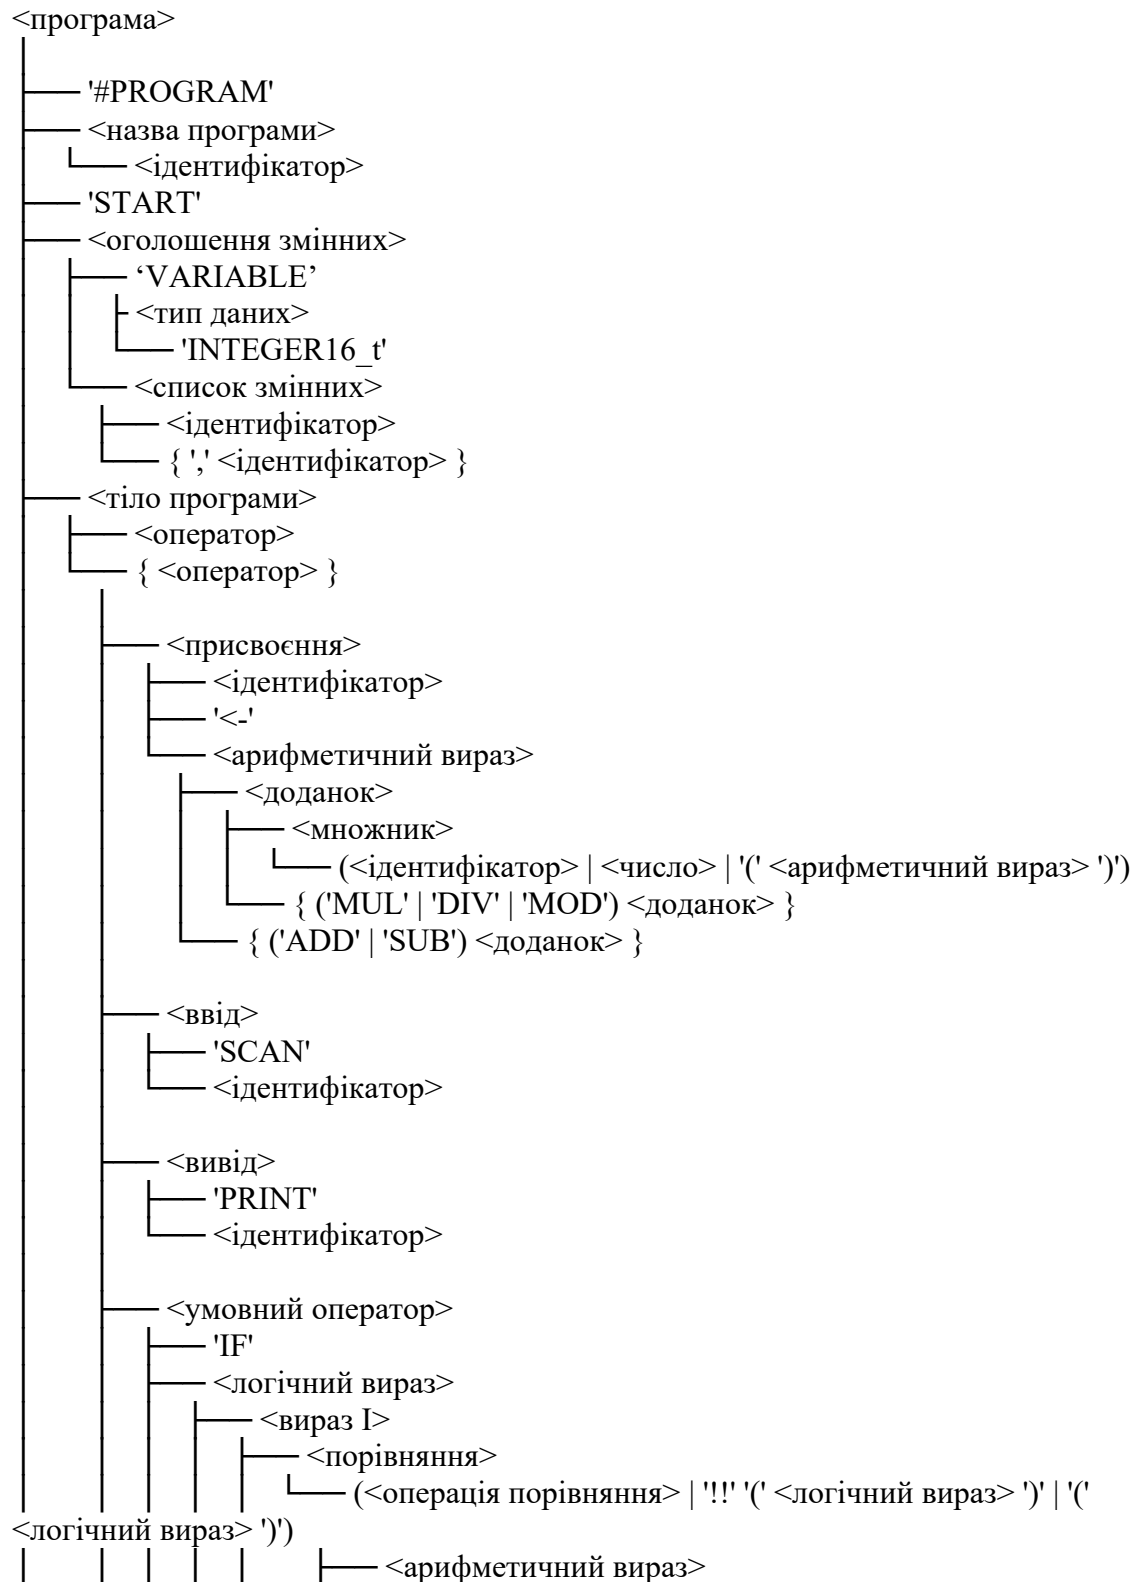 <програма>
'#PROGRAM'
<назва програми>
<ідентифікатор>
'START'
<оголошення змінних>
‘VARIABLE’
<тип даних>
'INTEGER16_t'
<список змінних>
<ідентифікатор>
{ ',' <ідентифікатор> }
<тіло програми>
<оператор>
{ <оператор> }
<присвоєння>
<ідентифікатор>
'<-'
<арифметичний вираз>
<доданок>
<множник>
(<ідентифікатор> | <число> | '(' <арифметичний вираз> ')')
{ ('MUL' | 'DIV' | 'MOD') <доданок> }
{ ('ADD' | 'SUB') <доданок> }
<ввід>
'SCAN'
<ідентифікатор>
<вивід>
'PRINT'
<ідентифікатор>
<умовний оператор>
'IF'
<логічний вираз>
<вираз І>
<порівняння>
(<операція порівняння> | '!!' '(' <логічний вираз> ')' | '('
<логічний вираз> ')')
<арифметичний вираз>